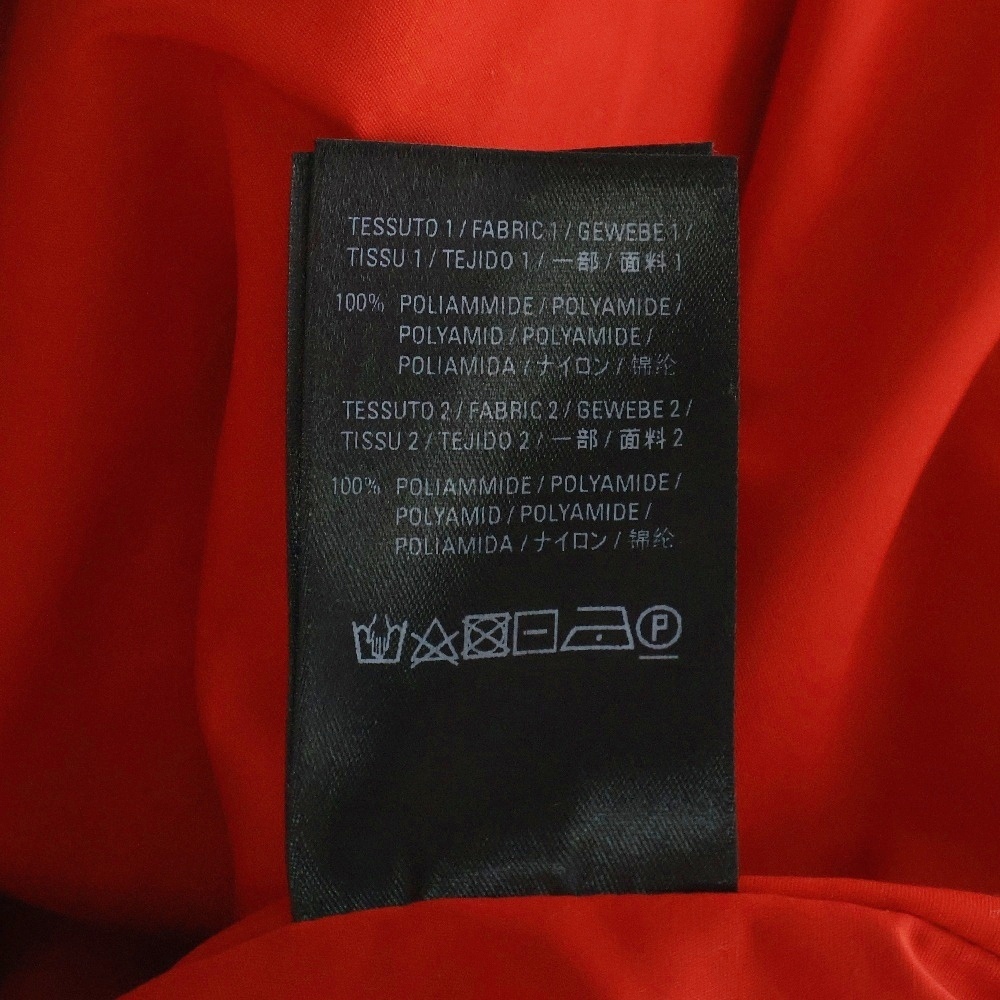 TESSUTO 1 / FABRIC 1 / GEWEBE 1 /
TISSU 1 / TEJIDO 1 / 一部 / 面料 1
100% POLIAMMIDE / POLYAMIDE /
POLYAMID / POLYAMIDE /
POLIAMIDA / ナイロン / 锦纶
TESSUTO 2 / FABRIC 2 / GEWEBE 2 /
TISSU 2 / TEJIDO 2 / 一部 / 面料 2
100% POLIAMMIDE / POLYAMIDE /
POLYAMID / POLYAMIDE /
POLIAMIDA / ナイロン / 锦纶
P